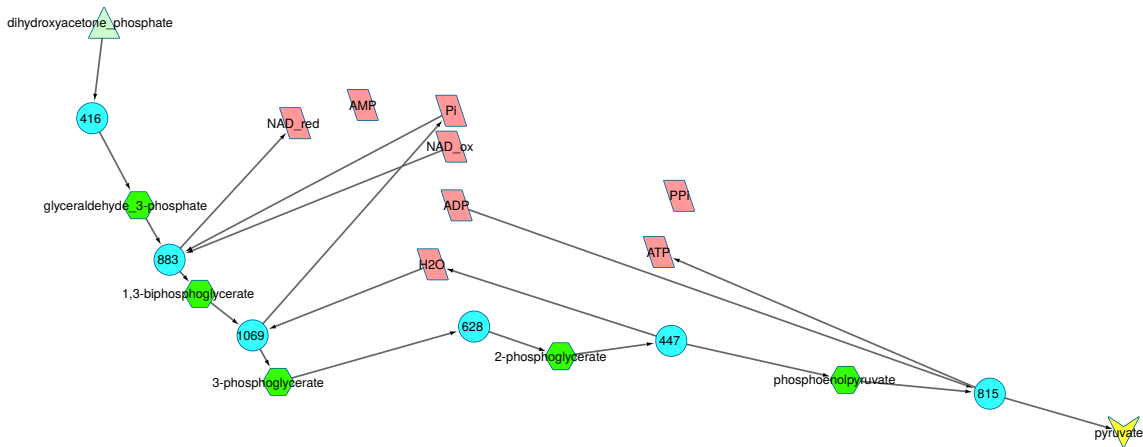 dihydroxyacetone_phosphate
416
NAD_red
AMP
Pi
NAD_ox
glyceraldehyde_3-phosphate
ADP
PPi
883
ATP
H2O
1,3-biphosphoglycerate
1069
628
447
2-phosphoglycerate
3-phosphoglycerate
phosphoenolpyruvate
815
pyruvate